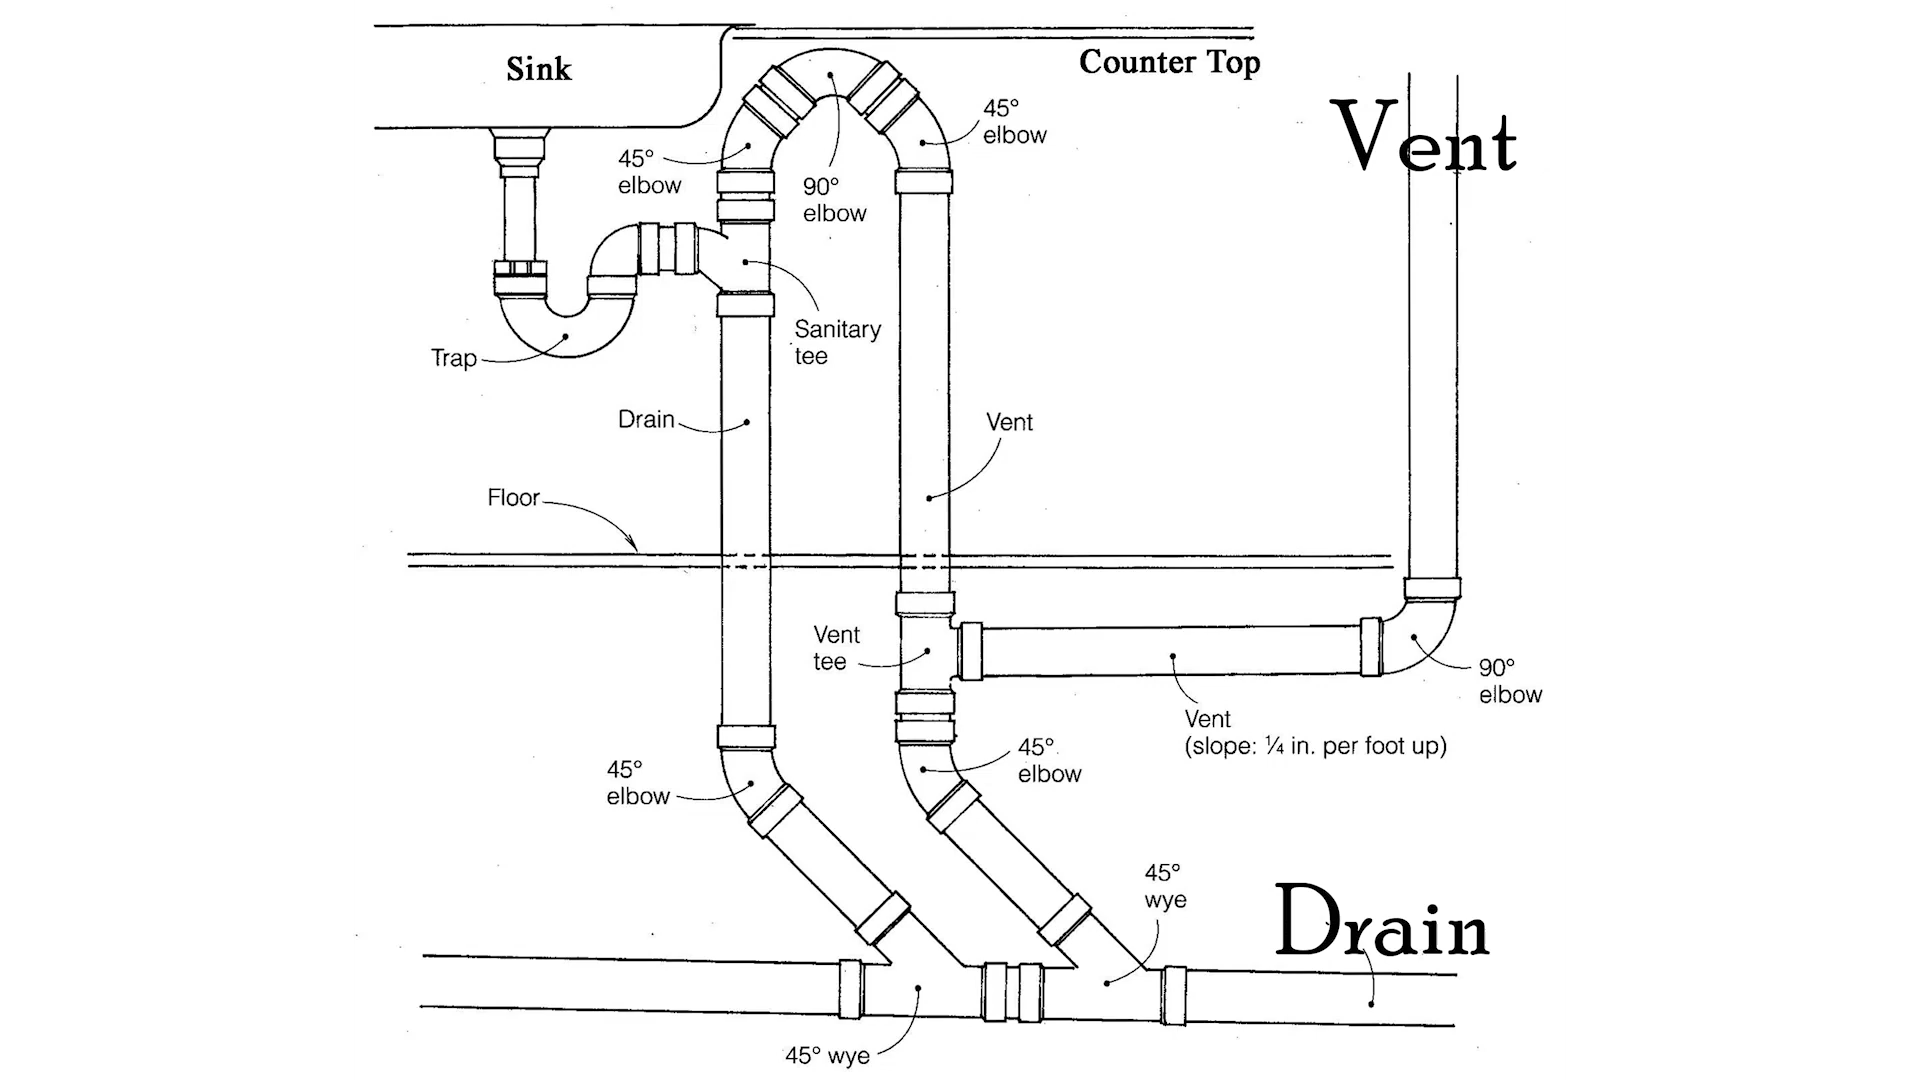 Sink
Counter Top
Vent
45°
elbow
45°
elbow
90°
elbow
Sanitary
tee
Trap
Drain
Vent
Floor
Vent
tee
90°
elbow
Vent
(slope: ¼ in. per foot up)
45°
elbow
45°
elbow
45°
wye
Drain
45° wye